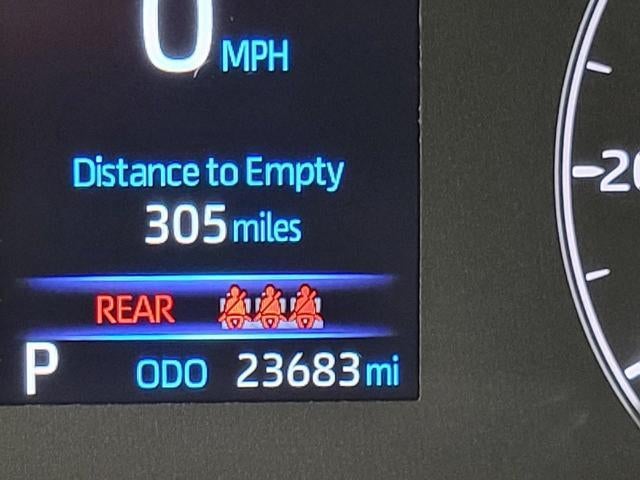 0 MPH
Distance to Empty
305 miles
REAR
P ODO 23683 mi